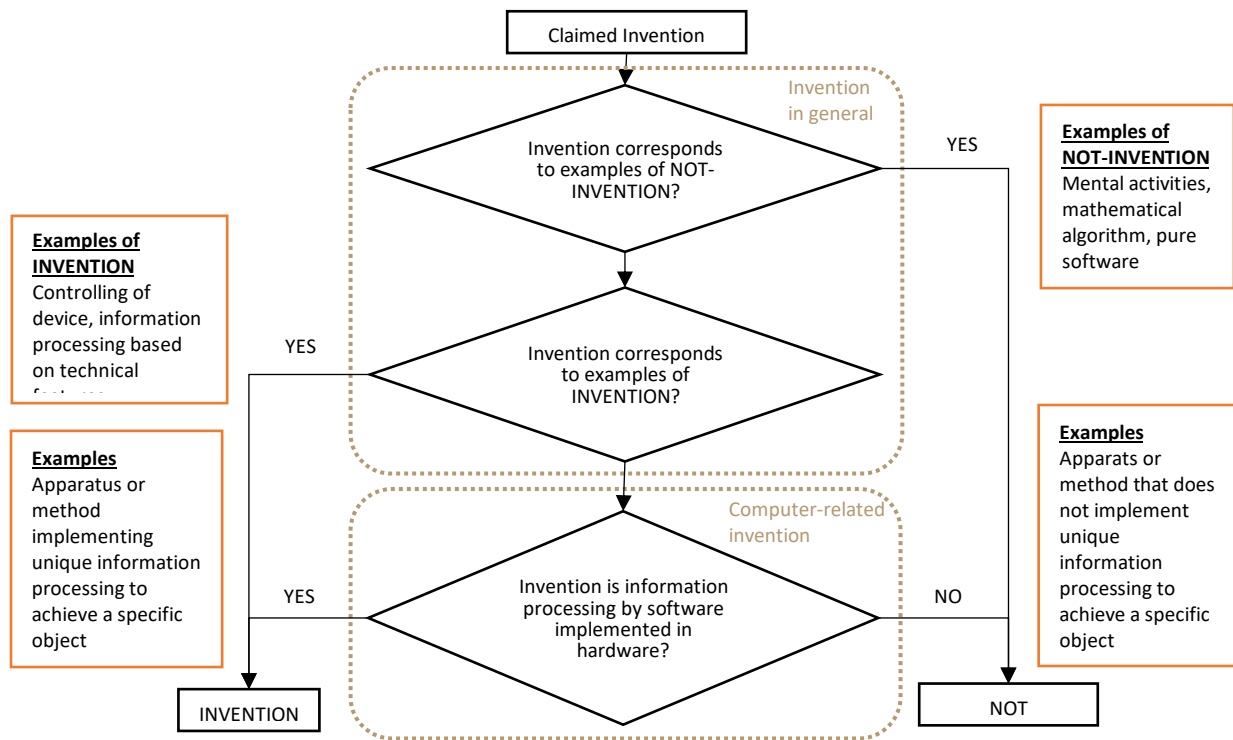 Claimed Invention
Invention
in general
Invention corresponds
to examples of NOT-
INVENTION?
YES
Examples of
NOT-INVENTION
Mental activities,
mathematical
algorithm, pure
software
Examples of
INVENTION
Controlling of
device, information
processing based
on technical
YES
Invention corresponds
to examples of
INVENTION?
Examples
Apparatus or
method
implementing
unique information
processing to
achieve a specific
object
Examples
Apparats or
method that does
not implement
unique
information
processing to
achieve a specific
object
Computer-related
invention
YES
Invention is information
processing by software
implemented in
hardware?
NO
INVENTION
NOT